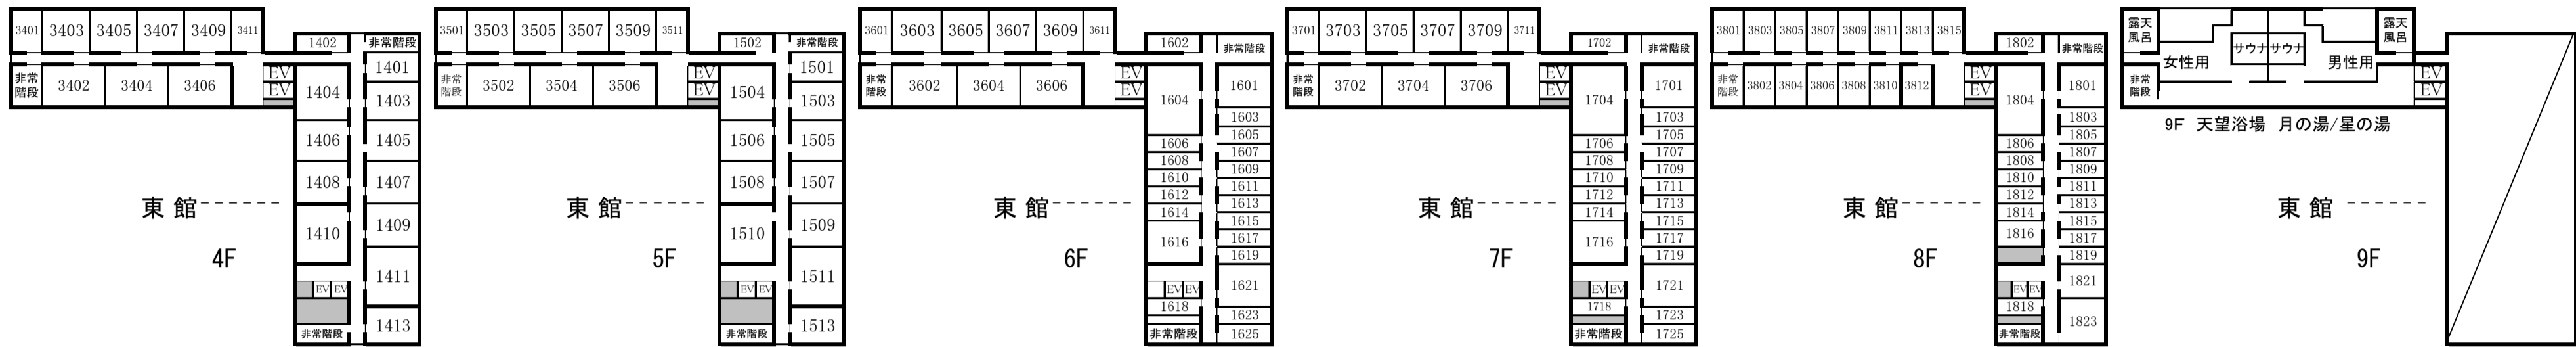 3401 3403 3405 3407 3409 3411
1402 非常階段
非常
階段
3402 3404 3406
EV
EV
1401
1404 1403
1406 1405
1408 1407
1410 1409
1411
EV EV
非常階段 1413
東館
4F
3501 3503 3505 3507 3509 3511
1502 非常階段
非常
階段
3502 3504 3506
EV
EV
1501
1504 1503
1506 1505
1508 1507
1510 1509
1511
EV EV
非常階段 1513
東館
5F
3601 3603 3605 3607 3609 3611
1602 非常階段
非常
階段
3602 3604 3606
EV
EV
1604 1601
1603
1605
1606 1607
1608 1609
1610 1611
1612 1613
1614 1615
1616 1617
1619
EV EV 1621
1618 1623
非常階段 1625
東館
6F
3701 3703 3705 3707 3709 3711
1702 非常階段
非常
階段
3702 3704 3706
EV
EV
1704 1701
1703
1705
1706 1707
1708 1709
1710 1711
1712 1713
1714 1715
1716 1717
1719
EV EV 1721
1718 1723
非常階段 1725
東館
7F
3801 3803 3805 3807 3809 3811 3813 3815
1802 非常階段
非常
階段
3802 3804 3806 3808 3810 3812
EV
EV
1804 1801
1803
1805
1806 1807
1808 1809
1810 1811
1812 1813
1814 1815
1816 1817
1819
EV EV 1821
1818
非常階段 1823
東館
8F
露天
風呂
サウナ サウナ
露天
風呂
女性用 男性用
非常
階段
EV
EV
9F 天望浴場 月の湯/星の湯
東館
9F